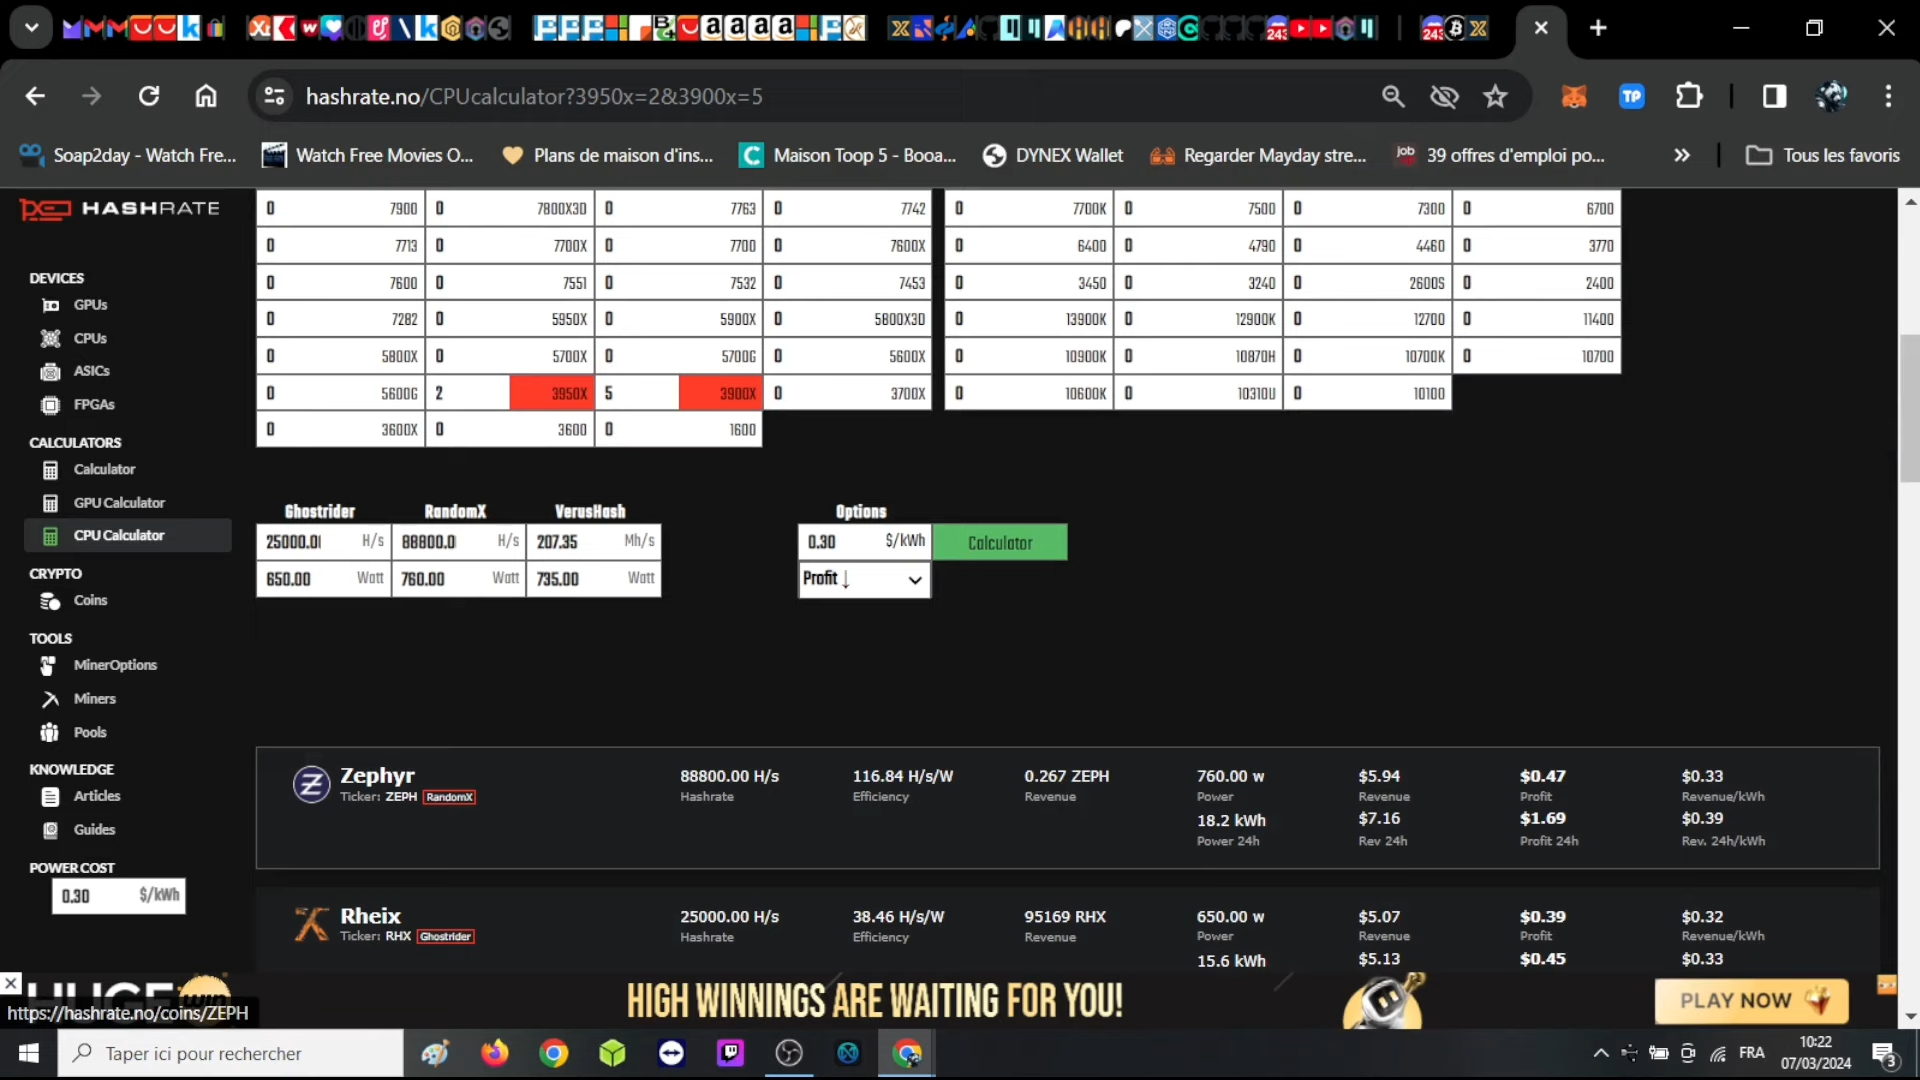 hashrate.no/CPUcalculator?3950x=2&3900x=5
Soap2day - Watch Fre...
Watch Free Movies O...
Plans de maison d'ins...
Maison Toop 5 - Booa...
DYNEX Wallet
Regarder Mayday stre...
job
39 offres d'emploi po...
Tous les favoris
HASHRATE
0 7900 0 7800X3D 0 7763 0 7742 0 7700K 0 7500 0 7300 0 6700
0 7713 0 7700X 0 7700 0 7600X 0 6400 0 4790 0 4460 0 3770
0 7600 0 7551 0 7532 0 7453 0 3450 0 3240 0 2600S 0 2400
0 7282 0 5950X 0 5900X 0 5800X3D 0 13900K 0 12900K 0 12700 0 11400
0 5800X 0 5700X 0 5700G 0 5600X 0 10900K 0 10870H 0 10700K 0 10700
0 5600G 2 3950X 5 3900X 0 3700X 0 10600K 0 10310U 0 10100
0 3600X 0 3600 0 1600
DEVICES
GPUs
CPUs
ASICs
FPGAs
CALCULATORS
Calculator
GPU Calculator
CPU Calculator
CRYPTO
Coins
TOOLS
MinerOptions
Miners
Pools
KNOWLEDGE
Articles
Guides
POWER COST
0.30 $/kWh
Ghostrider RandomX VerusHash Options
25000.0 H/s 88800.0 H/s 207.35 Mh/s 0.30 $/kWh Calculator
650.00 Watt 760.00 Watt 735.00 Watt Profit ↓
Zephyr 88800.00 H/s 116.84 H/s/W 0.267 ZEPH 760.00 w $5.94 $0.47 $0.33
Ticker: ZEPH RandomX Hashrate Efficiency Revenue Power Revenue Profit Revenue/kWh
18.2 kWh $7.16 $1.69 $0.39
Power 24h Rev 24h Profit 24h Rev. 24h/kWh
Rheix 25000.00 H/s 38.46 H/s/W 95169 RHX 650.00 w $5.07 $0.39 $0.32
Ticker: RHX Ghostrider Hashrate Efficiency Revenue Power Revenue Profit Revenue/kWh
15.6 kWh $5.13 $0.45 $0.33
HUGE win
HIGH WINNINGS ARE WAITING FOR YOU!
PLAY NOW
https://hashrate.no/coins/ZEPH
Taper ici pour rechercher
FRA
10:22
07/03/2024
3